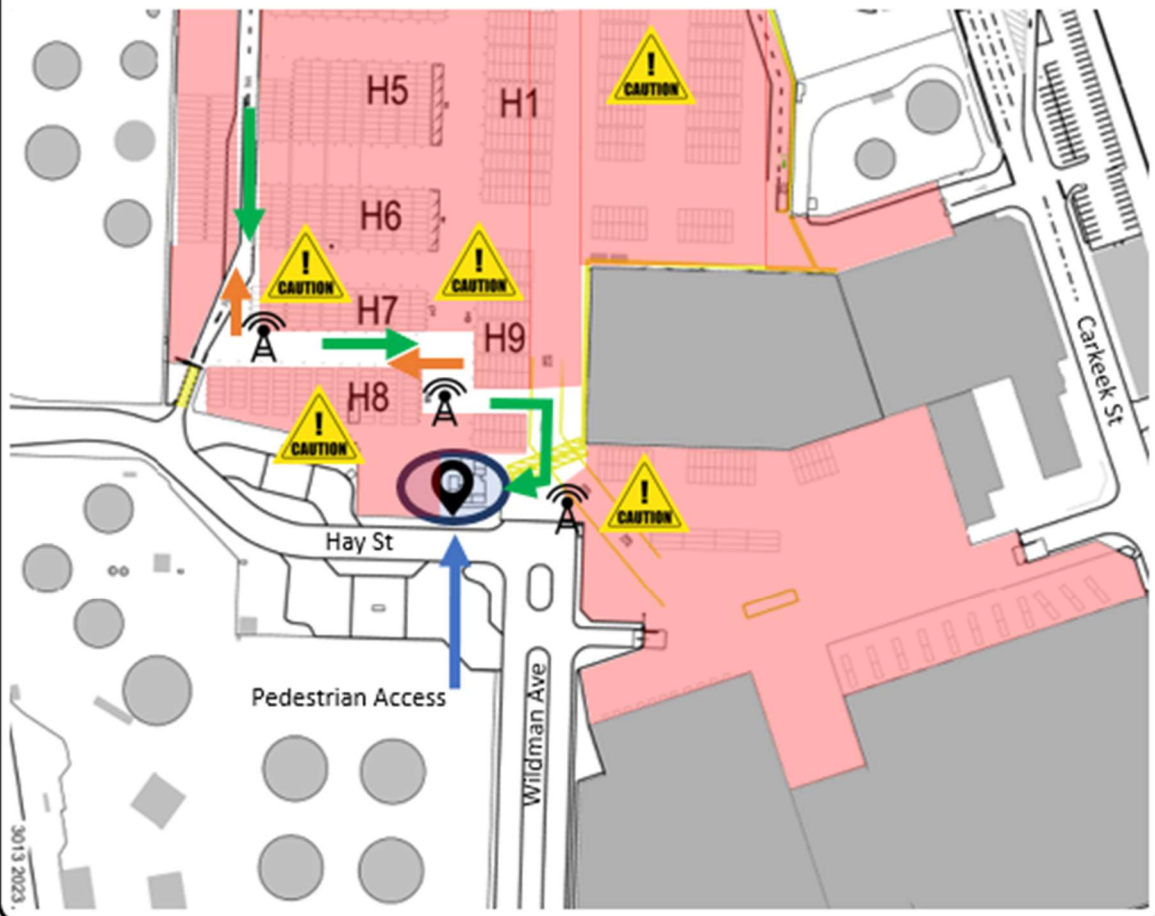 H5
H1
CAUTION
H6
CAUTION
CAUTION
H7
H9
H8
CAUTION
CAUTION
Hay St
Carkeek St
Pedestrian Access
Wildman Ave
3013 2023